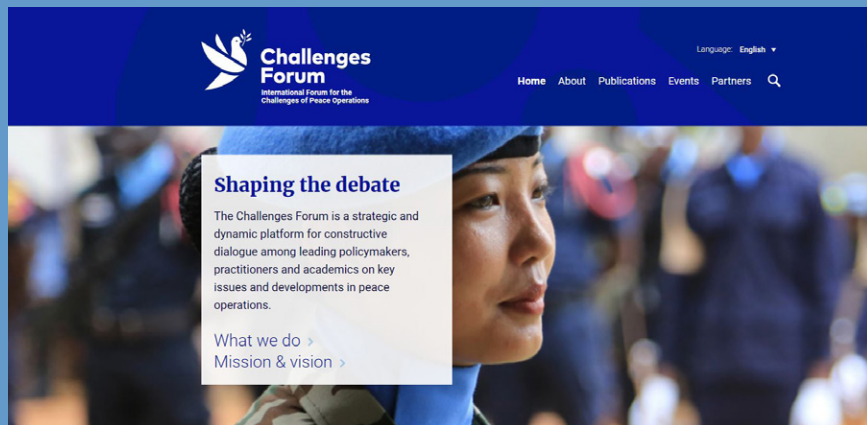 Challenges
Forum
International Forum for the
Challenges of Peace Operations
Language: English
Home About Publications Events Partners
Shaping the debate
The Challenges Forum is a strategic and
dynamic platform for constructive
dialogue among leading policymakers,
practitioners and academics on key
issues and developments in peace
operations.
What we do >
Mission & vision >